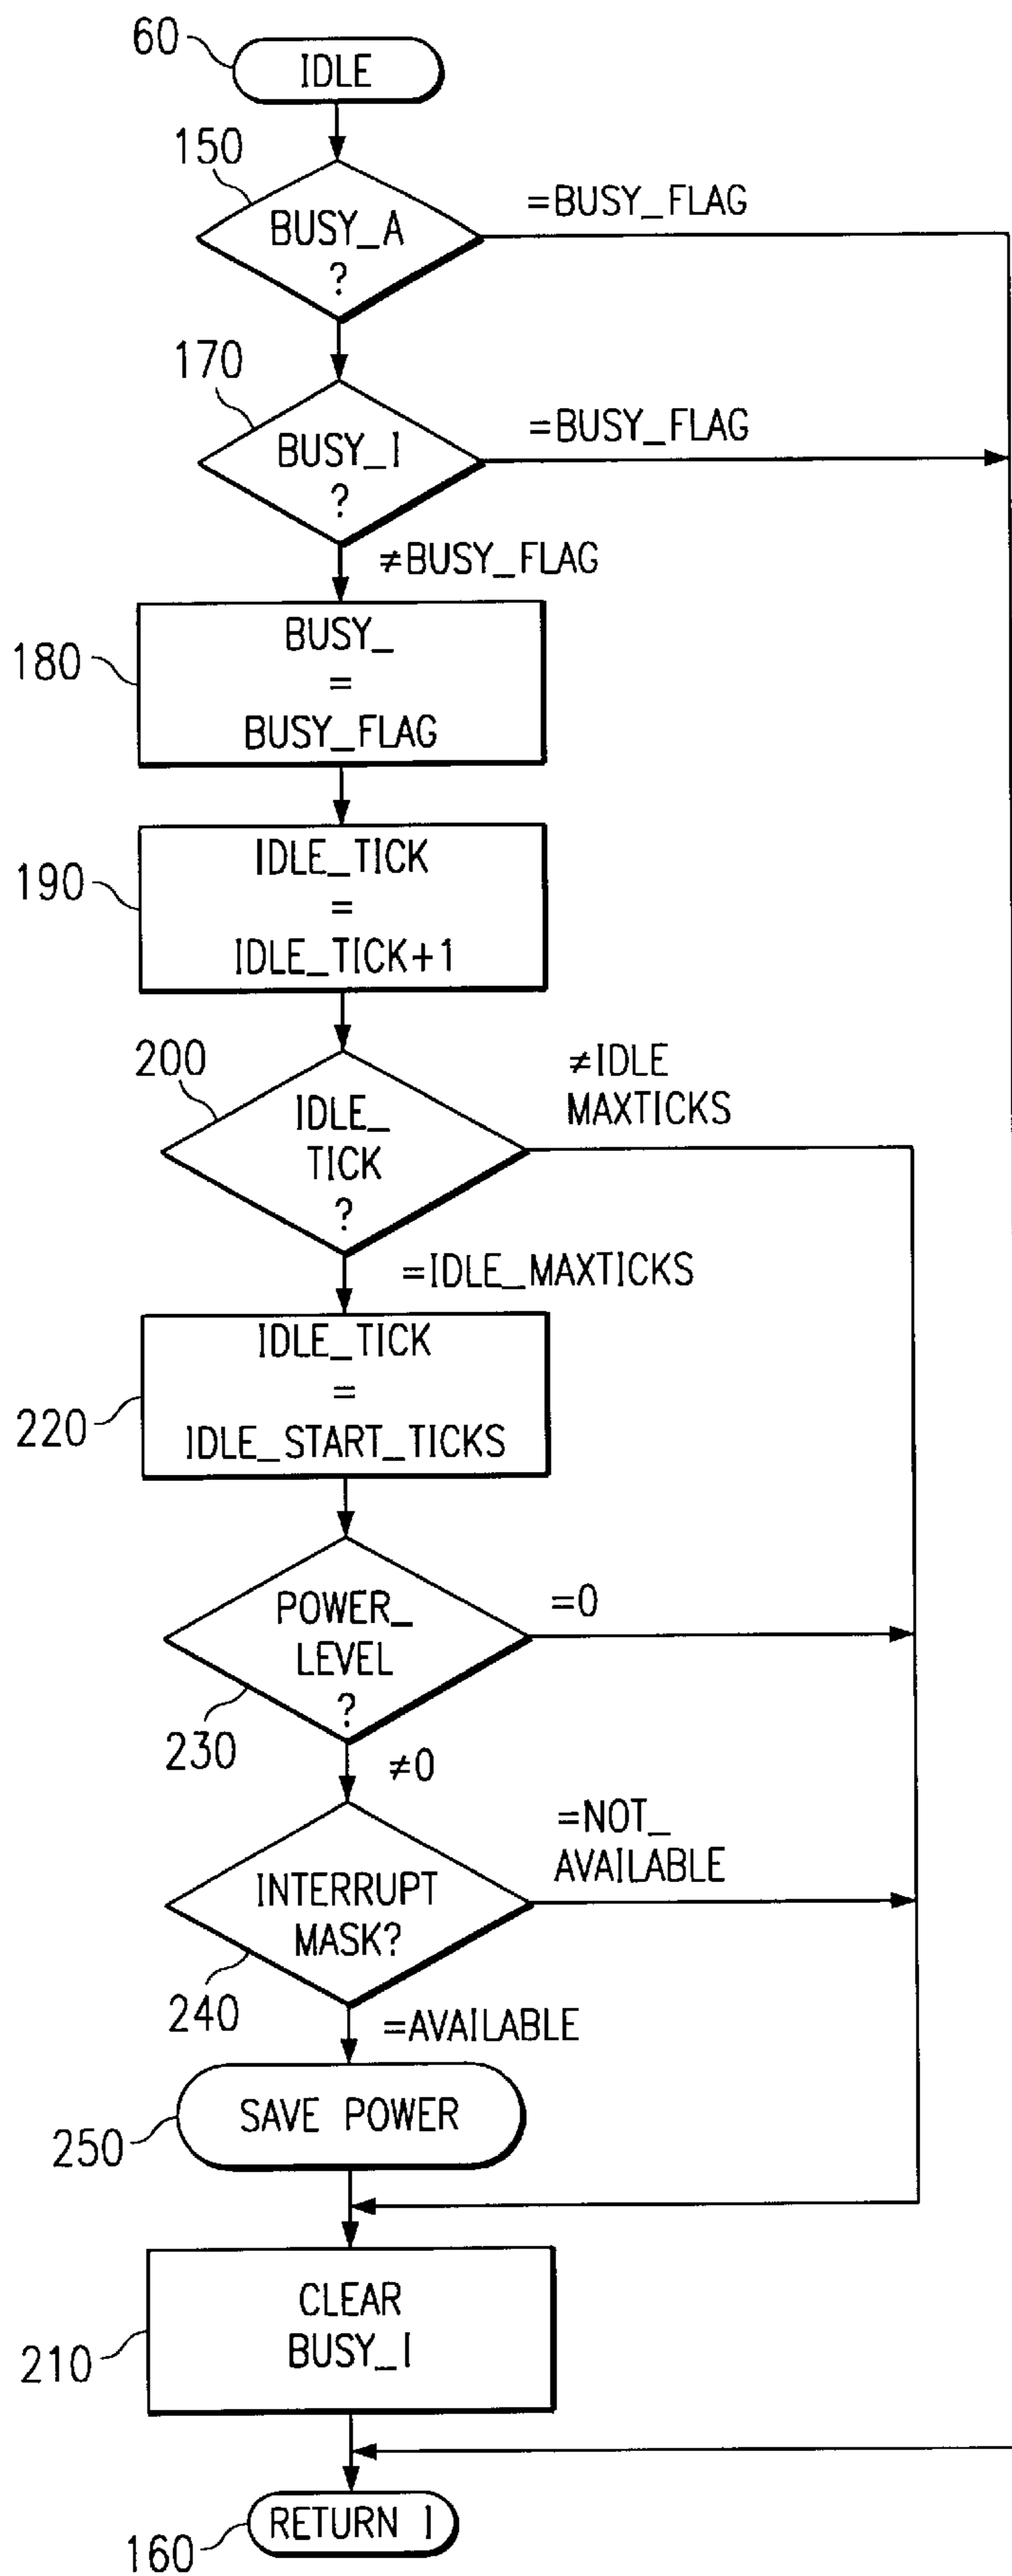 60
IDLE
150
BUSY_A
?
=BUSY_FLAG
170
BUSY_I
?
=BUSY_FLAG
≠BUSY_FLAG
180
BUSY_
=
BUSY_FLAG
190
IDLE_TICK
=
IDLE_TICK+1
200
IDLE_
TICK
?
≠IDLE
MAXTICKS
=IDLE_MAXTICKS
220
IDLE_TICK
=
IDLE_START_TICKS
POWER_
LEVEL
?
=0
230
≠0
INTERRUPT
MASK?
=NOT_
AVAILABLE
240
=AVAILABLE
SAVE POWER
250
CLEAR
BUSY_I
210
RETURN I
160